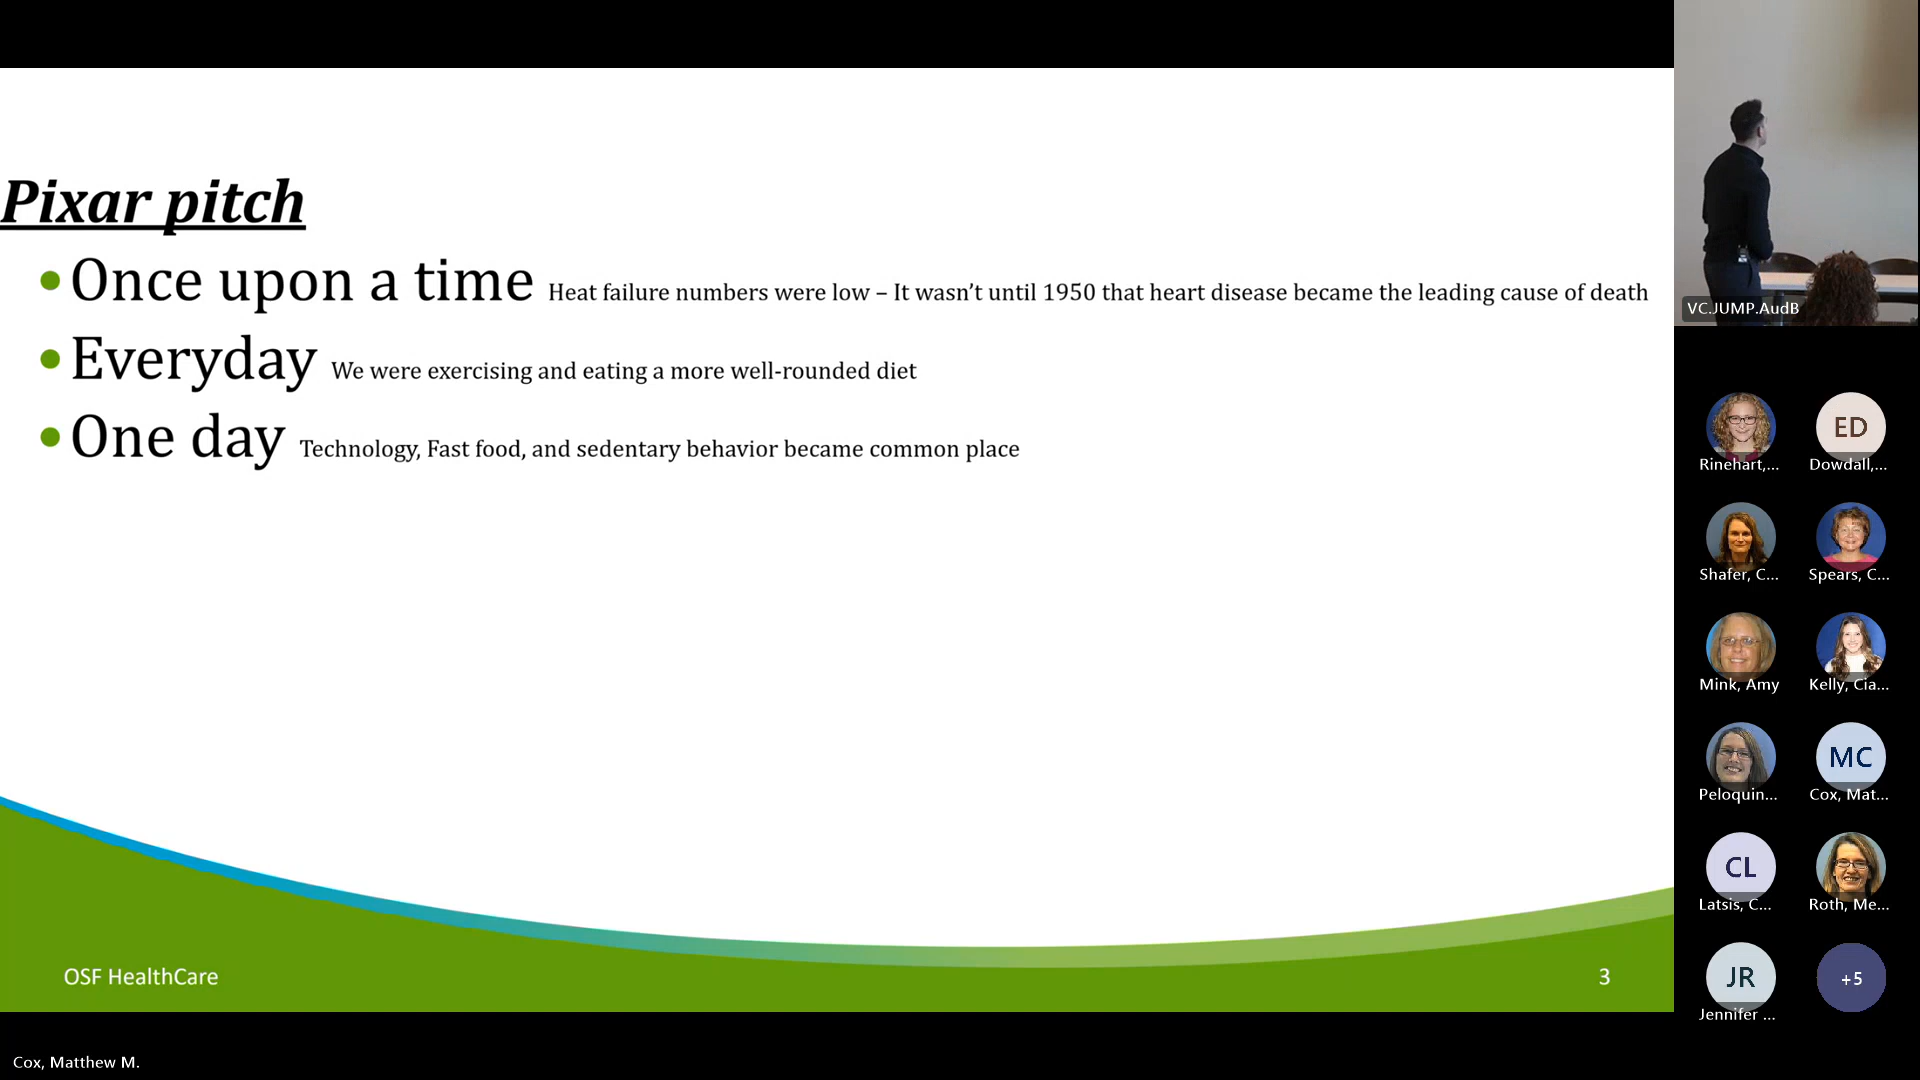 Pixar pitch
• Once upon a time Heat failure numbers were low – It wasn’t until 1950 that heart disease became the leading cause of death
• Everyday We were exercising and eating a more well-rounded diet
• One day Technology, Fast food, and sedentary behavior became common place
OSF HealthCare
3
Cox, Matthew M.
VC.JUMP.AudB
ED
Rinehart,...
Dowdall,...
Shafer, C...
Spears, C...
Mink, Amy
Kelly, Cia...
MC
Peloquin...
Cox, Mat...
CL
Latsis, C...
Roth, Me...
JR
+5
Jennifer ...